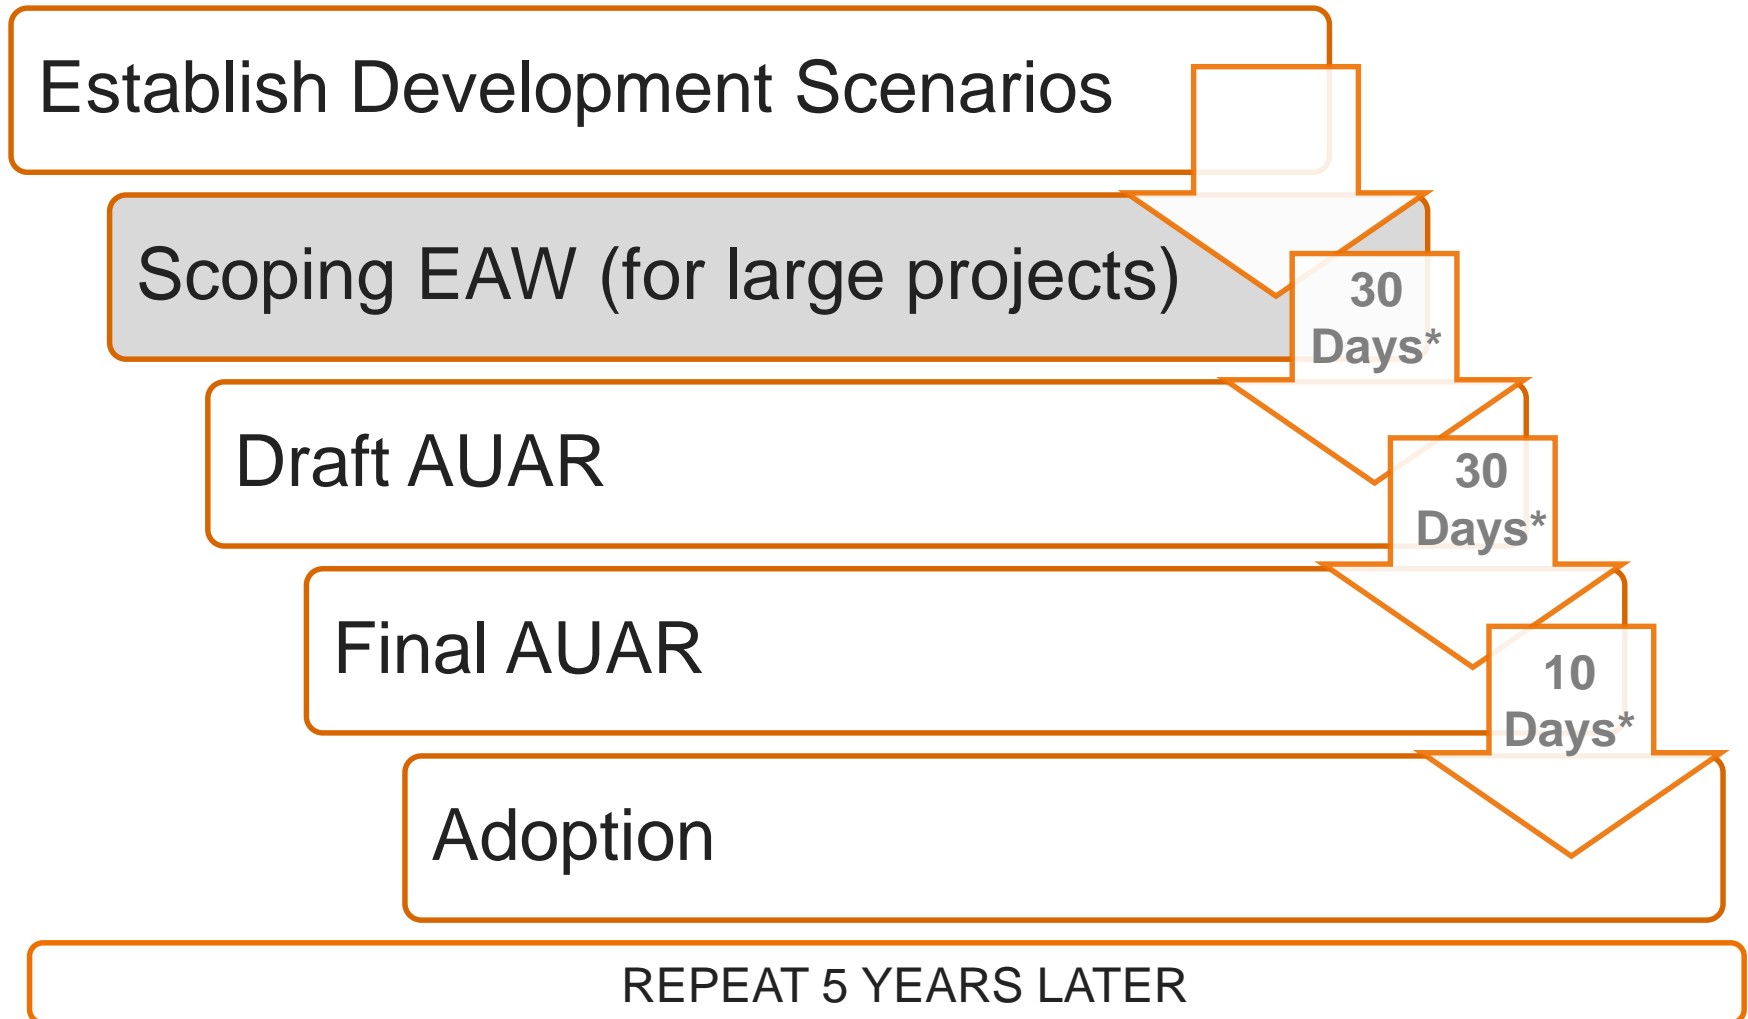 Establish Development Scenarios
Scoping EAW (for large projects)
30
Days*
Draft AUAR
30
Days*
Final AUAR
10
Days*
Adoption
REPEAT 5 YEARS LATER